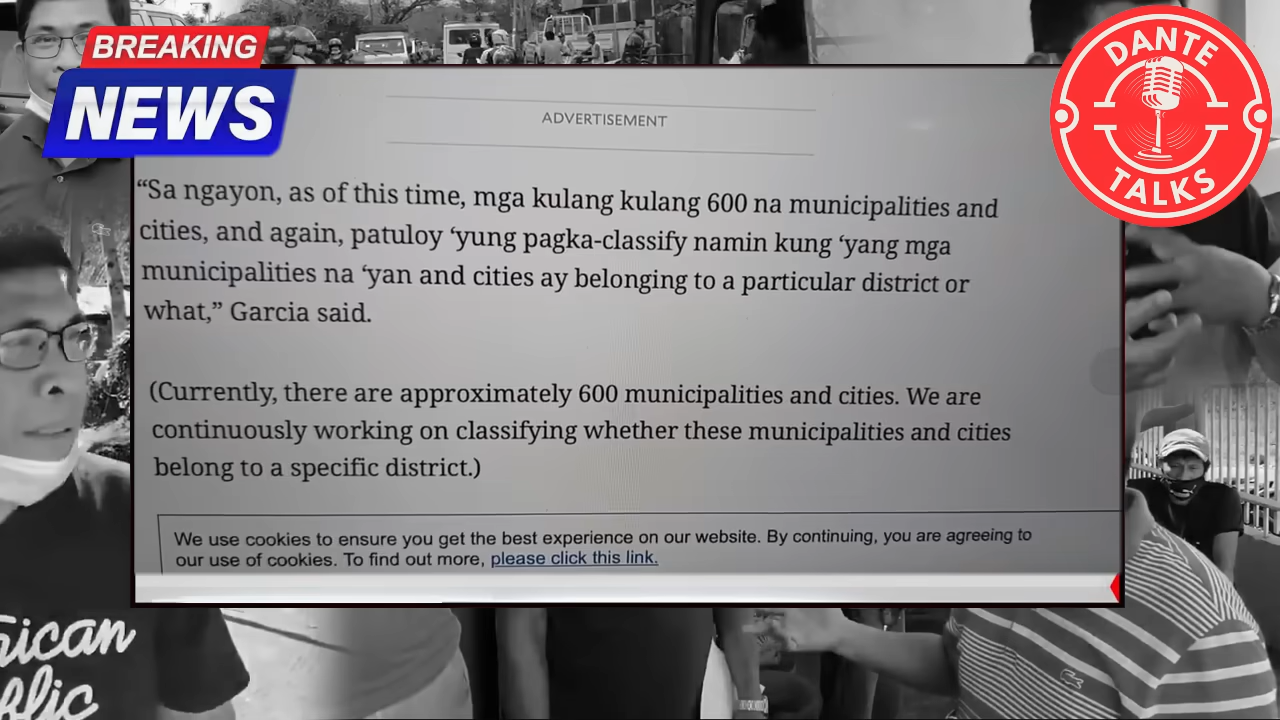 BREAKING
NEWS
DANTE
TALKS
ADVERTISEMENT
“Sa ngayon, as of this time, mga kulang kulang 600 na municipalities and
cities, and again, patuloy ‘yung pagka-classify namin kung ‘yang mga
municipalities na ‘yan and cities ay belonging to a particular district or
what,” Garcia said.
(Currently, there are approximately 600 municipalities and cities. We are
continuously working on classifying whether these municipalities and cities
belong to a specific district.)
We use cookies to ensure you get the best experience on our website. By continuing, you are agreeing to
our use of cookies. To find out more, please click this link.